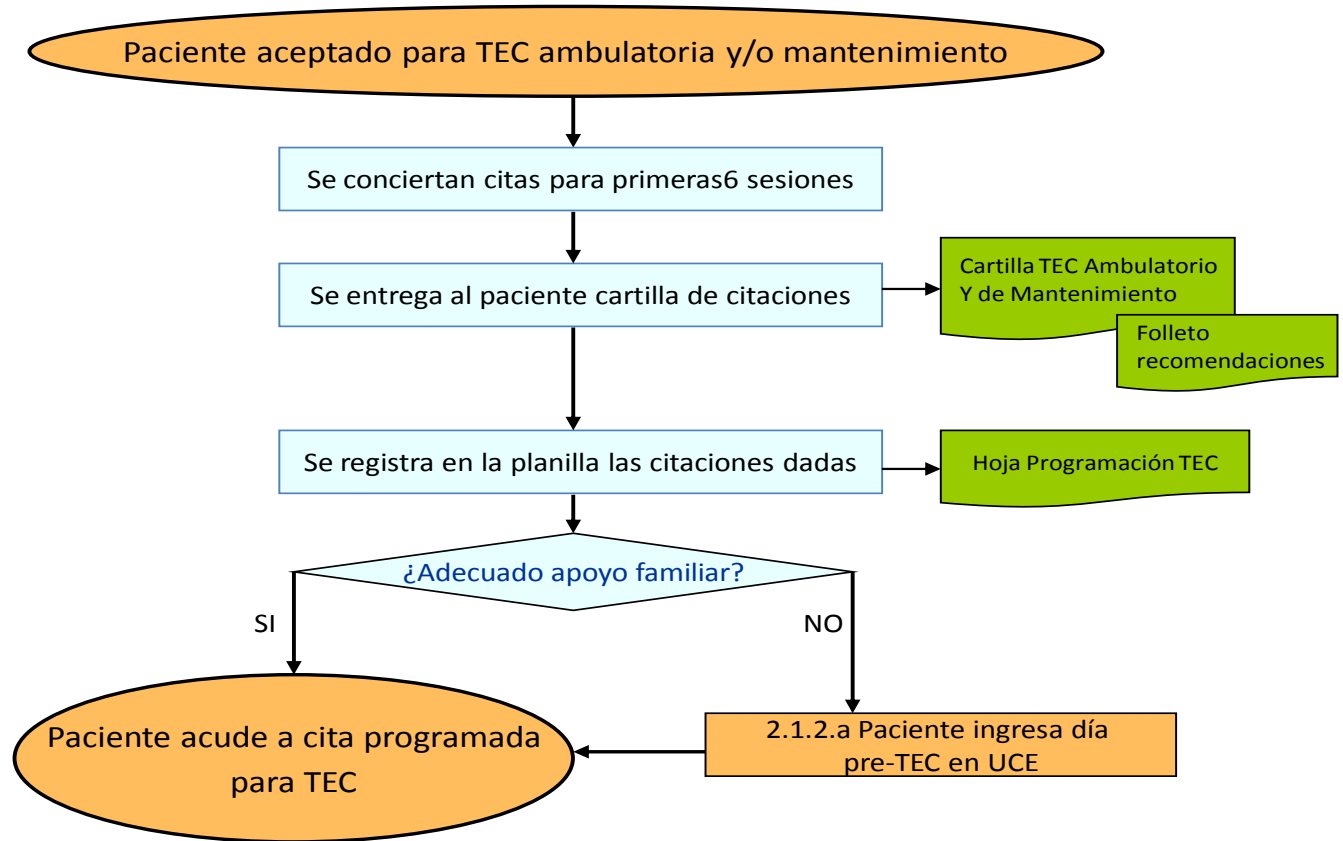 Paciente aceptado para TEC ambulatoria y/o mantenimiento
Se conciertan citas para primeras6 sesiones
Se entrega al paciente cartilla de citaciones
Cartilla TEC Ambulatorio
Y de Mantenimiento
Folleto
recomendaciones
Se registra en la planilla las citaciones dadas
Hoja Programación TEC
¿Adecuado apoyo familiar?
SI
NO
Paciente acude a cita programada
para TEC
2.1.2.a Paciente ingresa día
pre-TEC en UCE